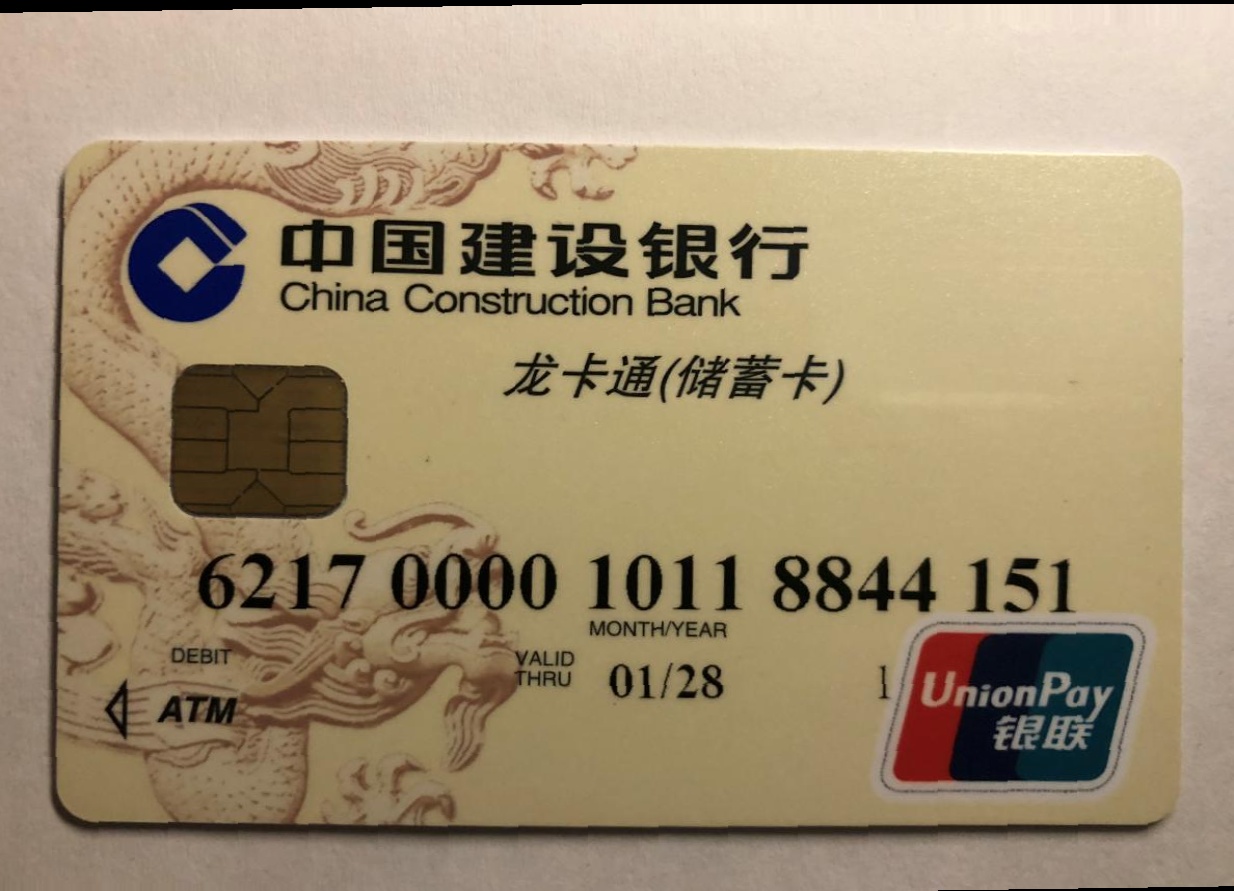 中国建设银行
China Construction Bank
龙卡通(储蓄卡)
6217 0000 1011 8844 151
MONTH/YEAR
DEBIT
VALID
THRU
01/28
1
ATM
UnionPay
银联